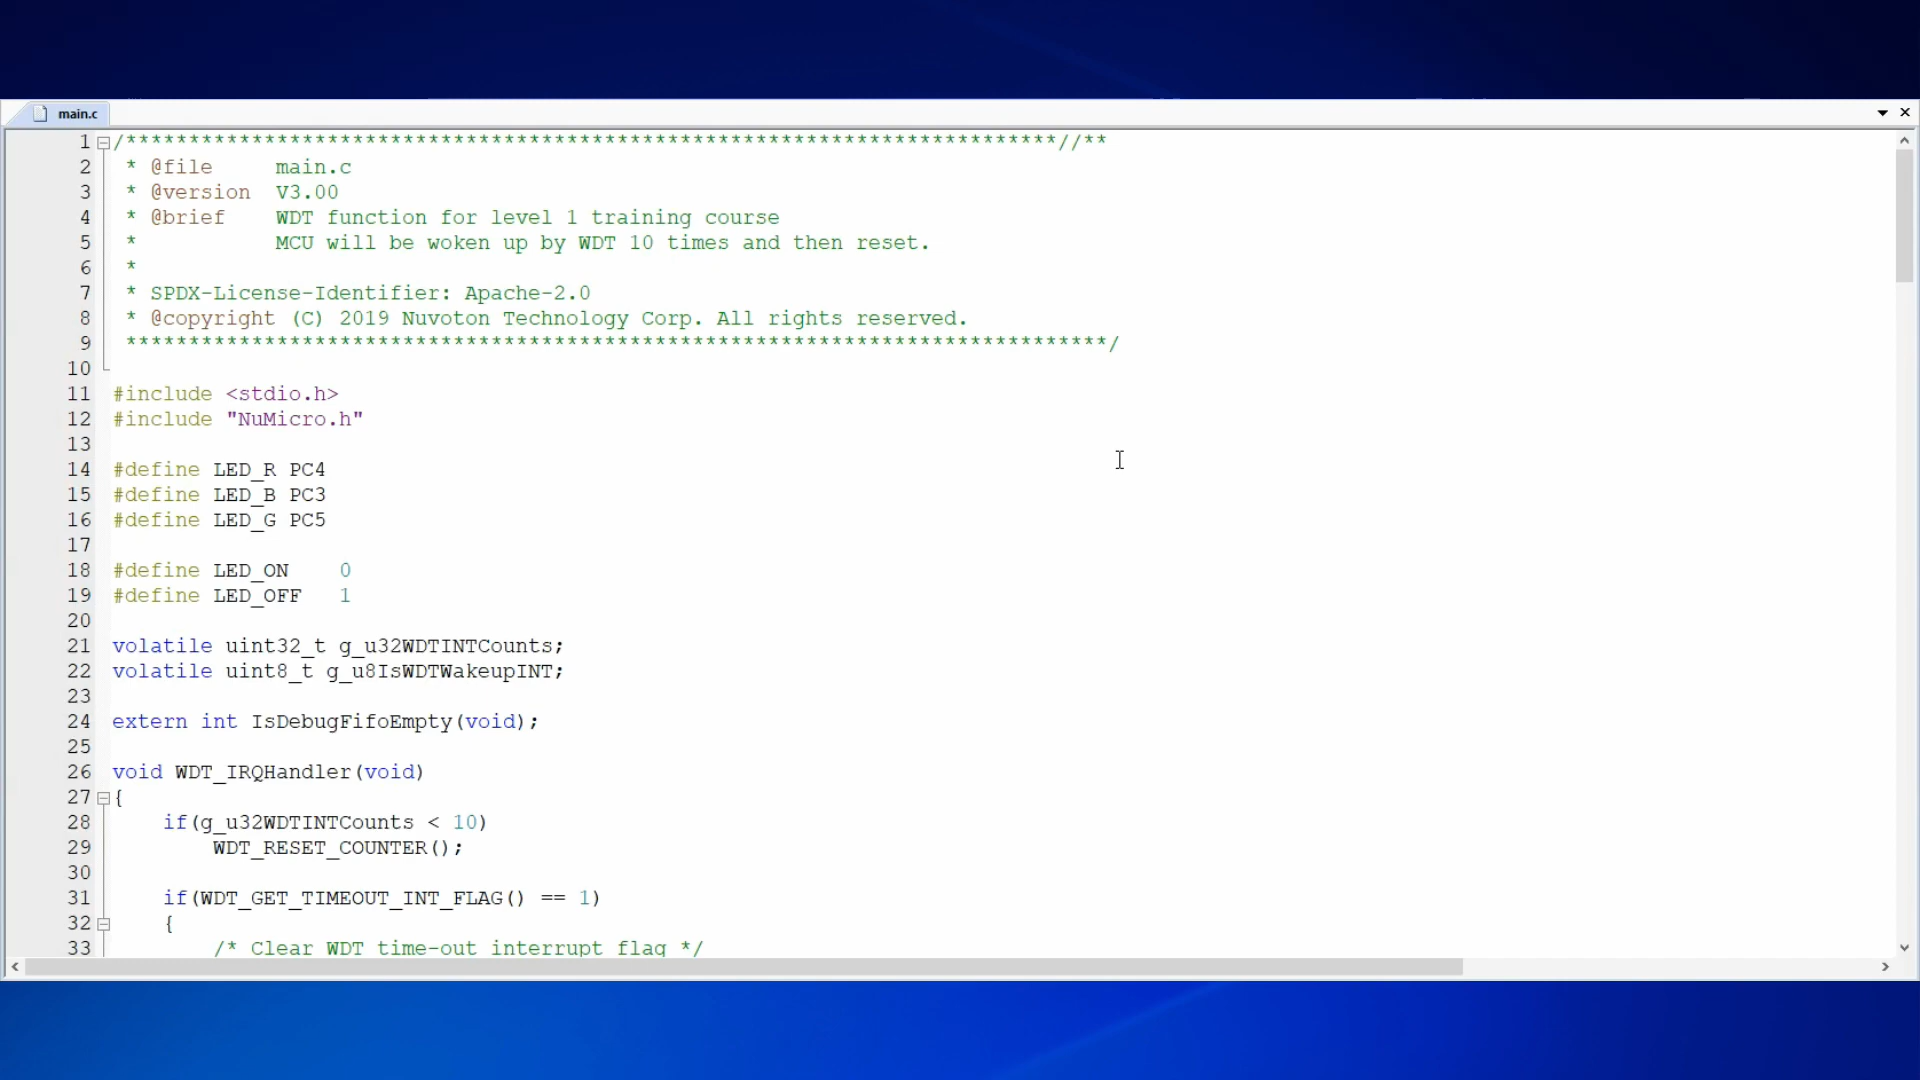 main.c
1 /**************************************************************************//**
2 * @file main.c
3 * @version V3.00
4 * @brief WDT function for level 1 training course
5 * MCU will be woken up by WDT 10 times and then reset.
6 *
7 * SPDX-License-Identifier: Apache-2.0
8 * @copyright (C) 2019 Nuvoton Technology Corp. All rights reserved.
9 ******************************************************************************/
10
11 #include <stdio.h>
12 #include "NuMicro.h"
13
14 #define LED_R PC4
15 #define LED_B PC3
16 #define LED_G PC5
17
18 #define LED_ON 0
19 #define LED_OFF 1
20
21 volatile uint32_t g_u32WDTINTCounts;
22 volatile uint8_t g_u8IsWDTWakeupINT;
23
24 extern int IsDebugFifoEmpty(void);
25
26 void WDT_IRQHandler(void)
27 {
28 if(g_u32WDTINTCounts < 10)
29 WDT_RESET_COUNTER();
30
31 if(WDT_GET_TIMEOUT_INT_FLAG() == 1)
32 {
33 /* Clear WDT time-out interrupt flag */